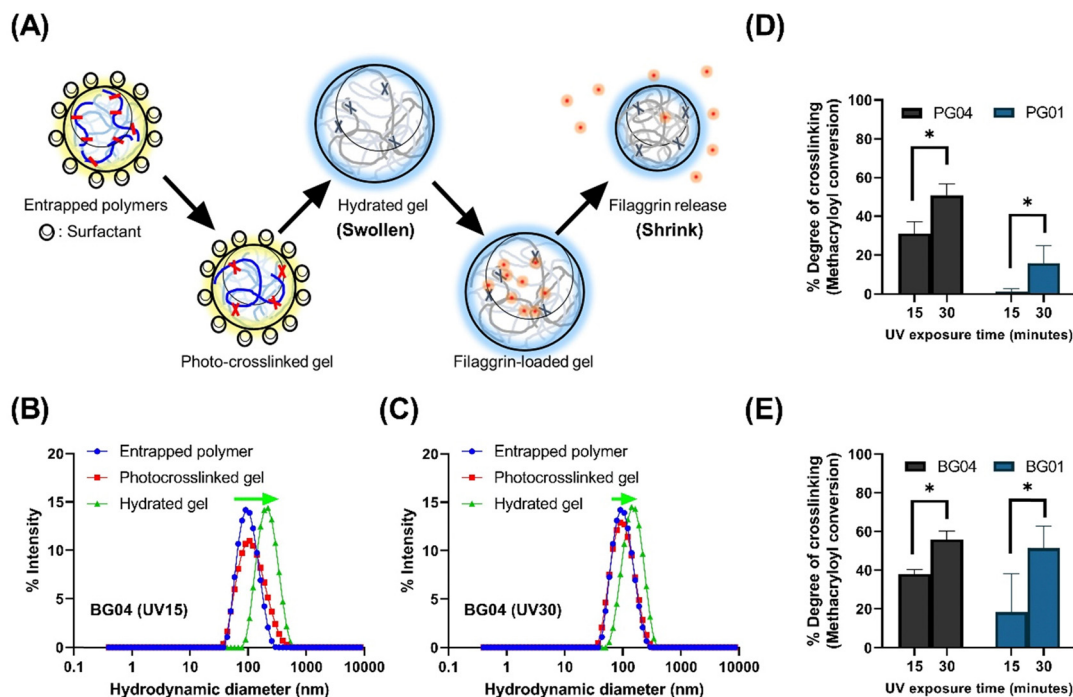 (A)
Entrapped polymers
: Surfactant
Photo-crosslinked gel
Hydrated gel
(Swollen)
Filaggrin-loaded gel
Filaggrin release
(Shrink)
(B)
Entrapped polymer
Photocrosslinked gel
Hydrated gel
20
15
10
5
0
% Intensity
BG04 (UV15)
0.1 1 10 100 1000 10000
Hydrodynamic diameter (nm)
(C)
Entrapped polymer
Photocrosslinked gel
Hydrated gel
20
15
10
5
0
% Intensity
BG04 (UV30)
0.1 1 10 100 1000 10000
Hydrodynamic diameter (nm)
(D)
PG04 PG01
100
80
60
40
20
0
% Degree of crosslinking
(Methacryloyl conversion)
* *
15 30 15 30
UV exposure time (minutes)
(E)
BG04 BG01
100
80
60
40
20
0
% Degree of crosslinking
(Methacryloyl conversion)
* *
15 30 15 30
UV exposure time (minutes)